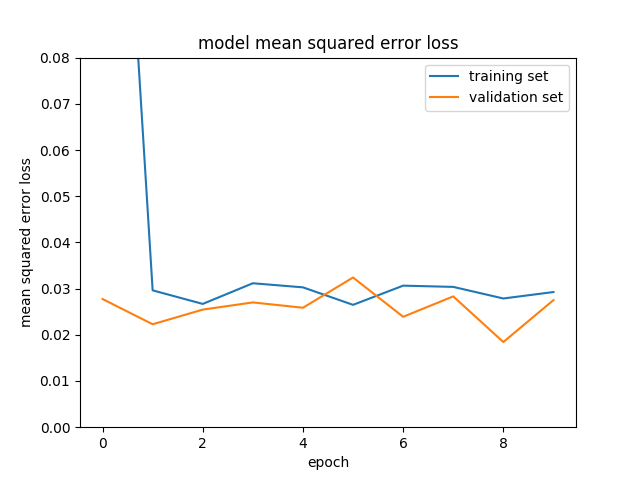 model mean squared error loss
training set
validation set
0.08
0.07
0.06
0.05
0.04
0.03
0.02
0.01
0.00
mean squared error loss
0 2 4 6 8
epoch